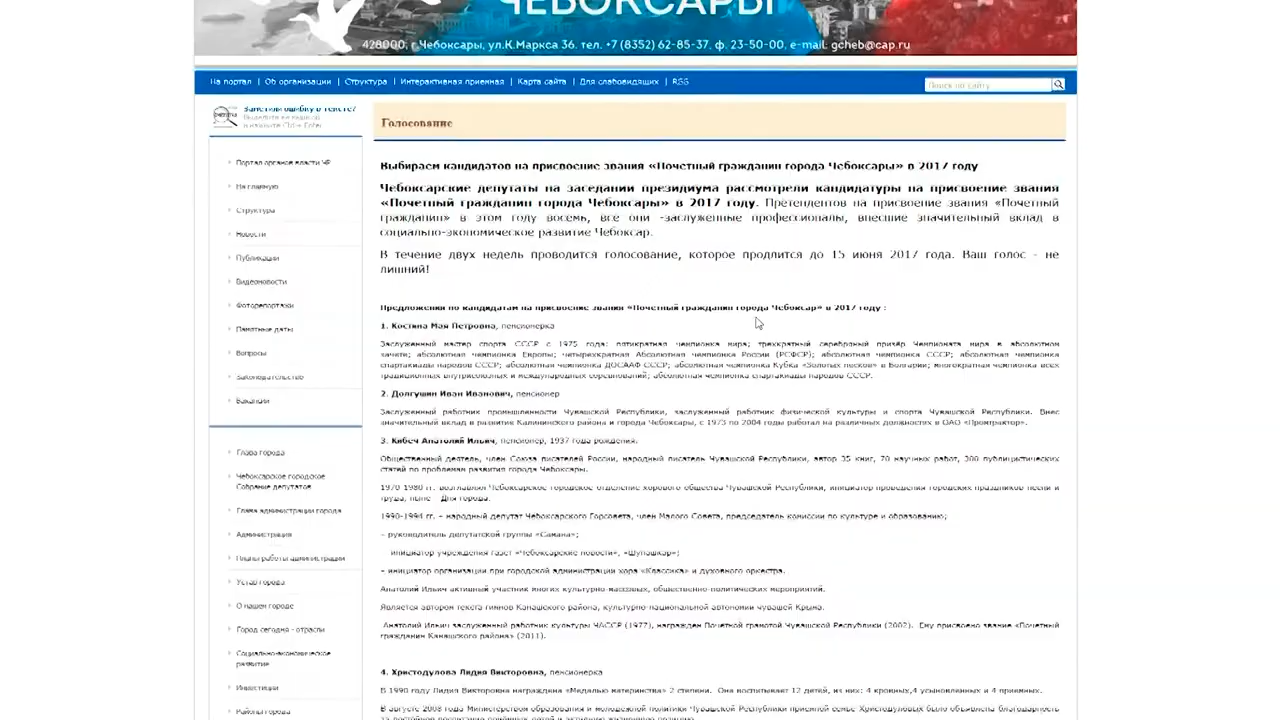 ЧЕБОКСАРЫ
428000, г.Чебоксары, ул.К.Маркса 36. тел. +7 (8352) 62-85-37, ф. 23-50-00, e-mail: gcheb@cap.ru
На портал | Об организации | Структура | Интерактивная приемная | Карта сайта | Для слабовидящих | RSS
Поиск по сайту
Заметили ошибку в тексте?
Выделите ее мышкой
и нажмите Ctrl + Enter
Портал органов власти ЧР
На главную
Структура
Новости
Публикации
Видеоновости
Фоторепортажи
Памятные даты
Вопросы
Законодательство
Вакансии
Глава города
Чебоксарское городское
Собрание депутатов
Глава администрации города
Администрация
Планы работы администрации
Устав города
О нашем городе
Город сегодня - отрасли
Социально-экономическое
развитие
Инвестиции
Районы города
Голосование
Выбираем кандидатов на присвоение звания «Почетный гражданин города Чебоксары» в 2017 году
Чебоксарские депутаты на заседании президиума рассмотрели кандидатуры на присвоение звания
«Почетный гражданин города Чебоксары» в 2017 году. Претендентов на присвоение звания «Почетный
гражданин» в этом году восемь, все они -заслуженные профессионалы, внесшие значительный вклад в
социально-экономическое развитие Чебоксар.
В течение двух недель проводится голосование, которое продлится до 15 июня 2017 года. Ваш голос - не
лишний!
Предложения по кандидатам на присвоение звания «Почетный гражданин города Чебоксар» в 2017 году :
1. Костина Мая Петровна, пенсионерка
Заслуженный мастер спорта СССР с 1975 года: пятикратная чемпионка мира; трехкратный серебряный призёр Чемпионата мира в абсолютном
зачете; абсолютная чемпионка Европы; четырехкратная Абсолютная чемпионка России (РСФСР); абсолютная чемпионка СССР; абсолютная чемпионка
спартакиады народов СССР; абсолютная чемпионка ДОСААФ СССР; абсолютная чемпионка Кубка «Золотых песков» в Болгарии; многократная чемпионка всех
традиционных внутрисоюзных и международных соревнований; абсолютная чемпионка спартакиады народов СССР.
2. Долгушин Иван Иванович, пенсионер
Заслуженный работник промышленности Чувашской Республики, заслуженный работник физической культуры и спорта Чувашской Республики. Внес
значительный вклад в развитие Калининского района и города Чебоксары, с 1973 по 2004 годы работал на различных должностях в ОАО «Промтрактор».
3. Кибеч Анатолий Ильич, пенсионер, 1937 года рождения.
Общественный деятель, член Союза писателей России, народный писатель Чувашской Республики, автор 35 книг, 70 научных работ, 300 публицистических
статей по проблемам развития города Чебоксары.
1970-1980 гг. возглавлял Чебоксарское городское отделение хорового общества Чувашской Республики, инициатор проведения городских праздников песни и
труда, ныне – Дня города.
1990-1994 гг. – народный депутат Чебоксарского Горсовета, член Малого Совета, председатель комиссии по культуре и образованию;
– руководитель депутатской группы «Самана»;
инициатор учреждения газет «Чебоксарские новости», «Шупашкар»;
– инициатор организации при городской администрации хора «Классика» и духовного оркестра.
Анатолий Ильич активный участник многих культурно-массовых, общественно-политических мероприятий.
Является автором текста гимнов Канашского района, культурно-национальной автономии чувашей Крыма.
Анатолий Ильич заслуженный работник культуры ЧАССР (1977), награжден Почетной грамотой Чувашской Республики (2002). Ему присвоено звание «Почетный
гражданин Канашского района» (2011).
4. Христодулова Лидия Викторовна, пенсионерка
В 1990 году Лидия Викторовна награждена «Медалью материнства» 2 степени. Она воспитывает 12 детей, из них: 4 кровных,4 усыновленных и 4 приемных.
В августе 2008 года Министерством образования и молодежной политики Чувашской Республики приемной семье Христодуловых было объявлена благодарность